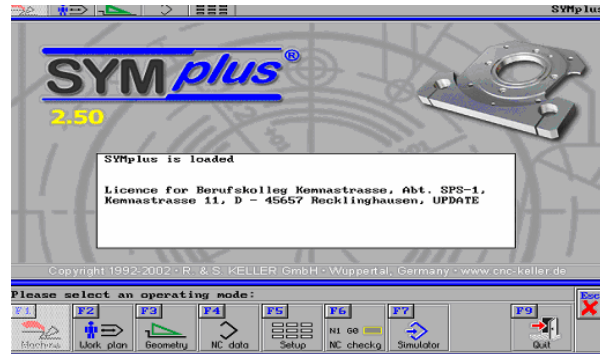 SYMplus
SYM plus®
2.50
SYMplus is loaded
Licence for Berufskolleg Kemnastrasse, Abt. SPS-1,
Kemnastrasse 11, D - 45657 Recklinghausen, UPDATE
Copyright 1992-2002 · R. & S. KELLER GmbH · Wuppertal, Germany · www.cnc-keller.de
Please select an operating mode:
Esc
F1 F2 F3 F4 F5 F6 F7 F9
N1 G0
Machine Work plan Geometry NC data Setup NC checkg Simulator Quit